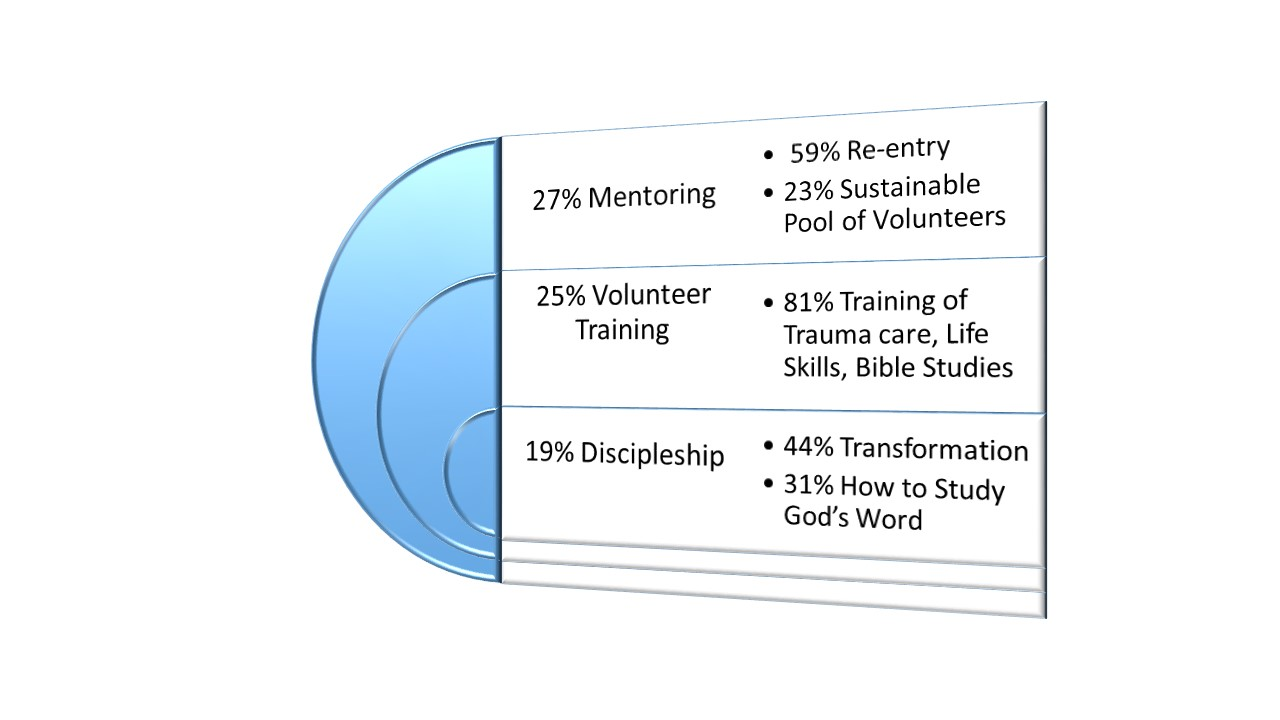 27% Mentoring
• 59% Re-entry
• 23% Sustainable
Pool of Volunteers
25% Volunteer
Training
• 81% Training of
Trauma care, Life
Skills, Bible Studies
19% Discipleship
• 44% Transformation
• 31% How to Study
God’s Word